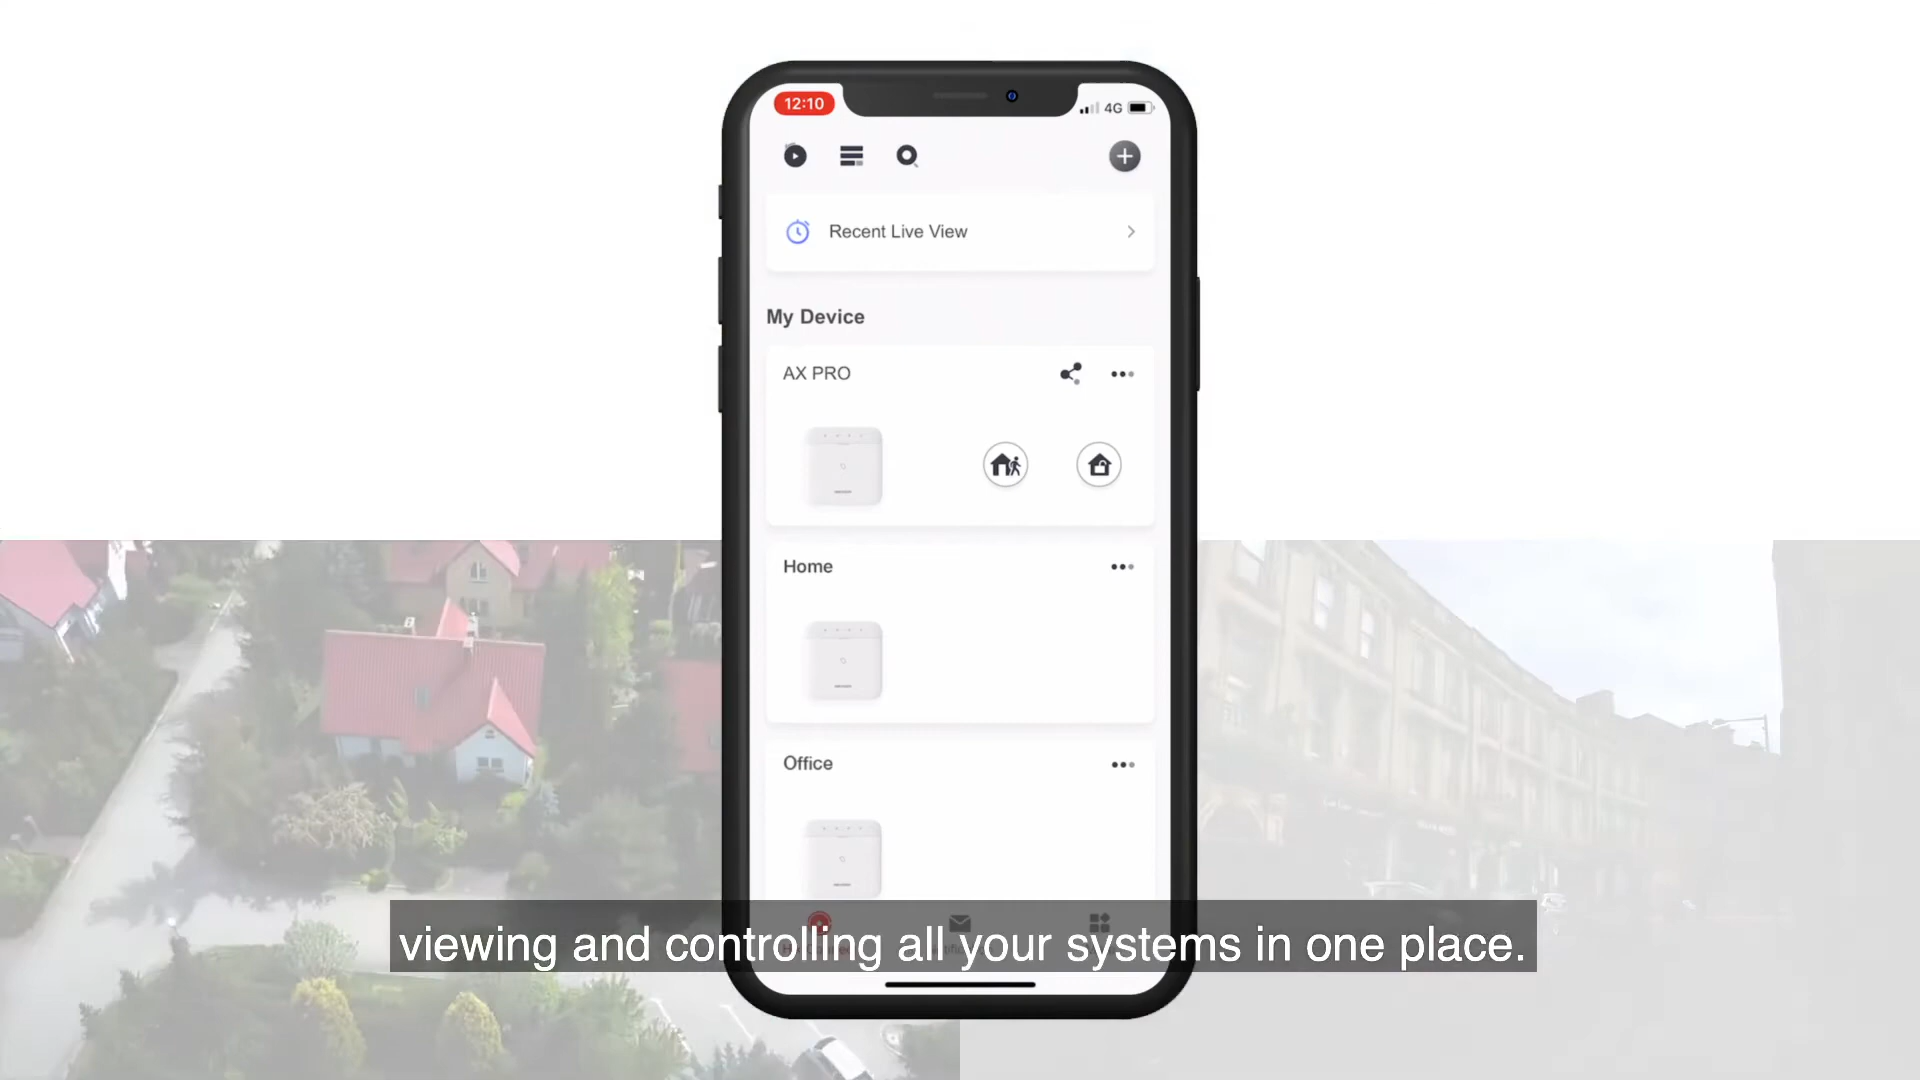 12:10
4G
Recent Live View
My Device
AX PRO
Home
Office
viewing and controlling all your systems in one place.